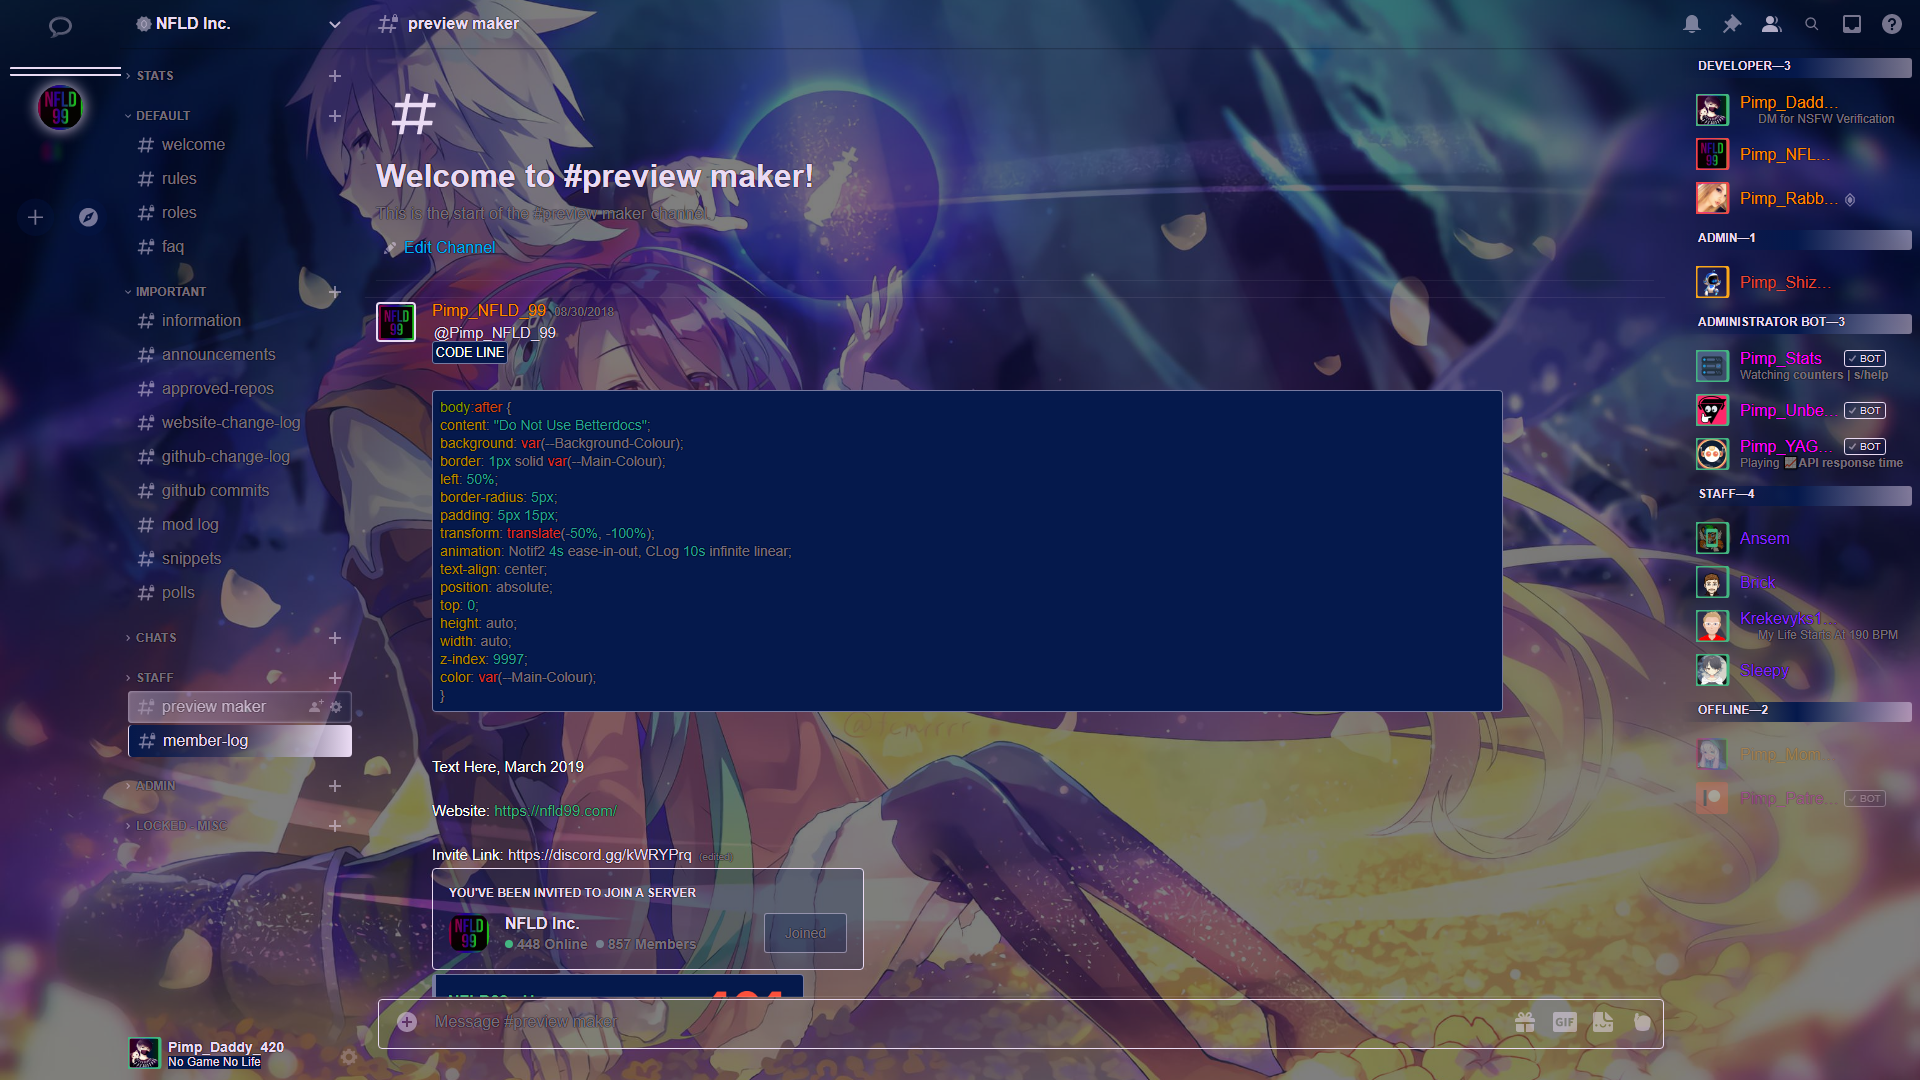 NFLD Inc.
preview maker
STATS
DEFAULT
welcome
rules
roles
faq
IMPORTANT
information
announcements
approved-repos
website-change-log
github-change-log
github commits
mod log
snippets
polls
CHATS
STAFF
preview maker
member-log
ADMIN
LOCKED - MISC
Pimp_Daddy_420
No Game No Life
NFLD
99
Welcome to #preview maker!
This is the start of the #preview maker channel.
Edit Channel
NFLD
99
Pimp_NFLD_99 08/30/2018
@Pimp_NFLD_99
CODE LINE
body:after {
content: "Do Not Use Betterdocs";
background: var(--Background-Colour);
border: 1px solid var(--Main-Colour);
left: 50%;
border-radius: 5px;
padding: 5px 15px;
transform: translate(-50%, -100%);
animation: Notif2 4s ease-in-out, CLog 10s infinite linear;
text-align: center;
position: absolute;
top: 0;
height: auto;
width: auto;
z-index: 9997;
color: var(--Main-Colour);
}
Text Here, March 2019
Website: https://nfld99.com/
Invite Link: https://discord.gg/kWRYPrq (edited)
YOU'VE BEEN INVITED TO JOIN A SERVER
NFLD
99
NFLD Inc.
448 Online 857 Members
Joined
Message #preview maker
GIF
DEVELOPER—3
Pimp_Dadd...
DM for NSFW Verification
NFLD
99
Pimp_NFL...
Pimp_Rabb...
ADMIN—1
Pimp_Shiz...
ADMINISTRATOR BOT—3
Pimp_Stats BOT
Watching counters | s/help
Pimp_Unbe... BOT
Pimp_YAG... BOT
Playing API response time
STAFF—4
Ansem
Brick
Krekevyks1...
My Life Starts At 190 BPM
Sleepy
OFFLINE—2
Pimp_Mom
Pimp_Patre... BOT